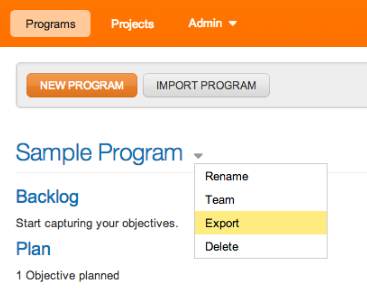 Programs Projects Admin
NEW PROGRAM IMPORT PROGRAM
Sample Program
Rename
Backlog
Team
Start capturing your objectives.
Export
Plan
Delete
1 Objective planned